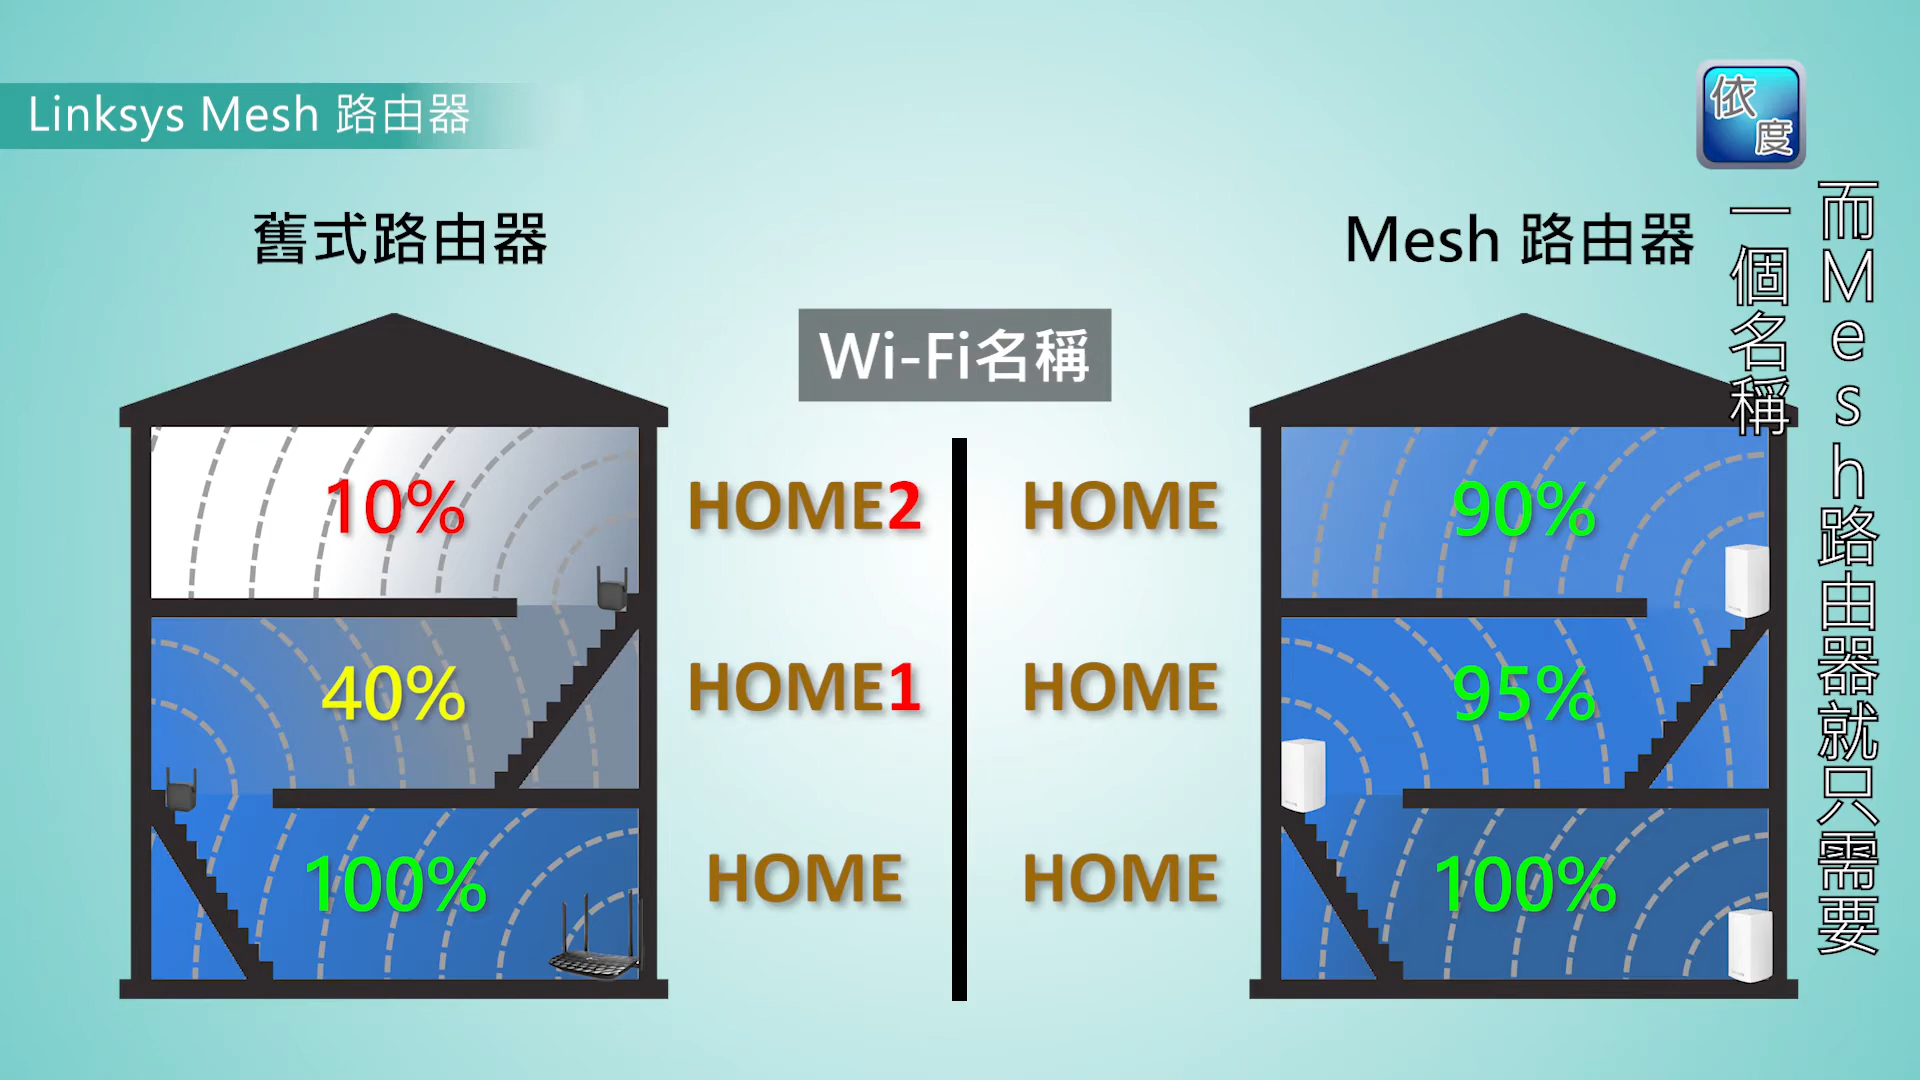 Linksys Mesh 路由器
依度
舊式路由器
Mesh 路由器
Wi-Fi名稱
10%
HOME2
HOME
90%
40%
HOME1
HOME
95%
100%
HOME
HOME
100%
而Mesh路由器就只需要
一個名稱